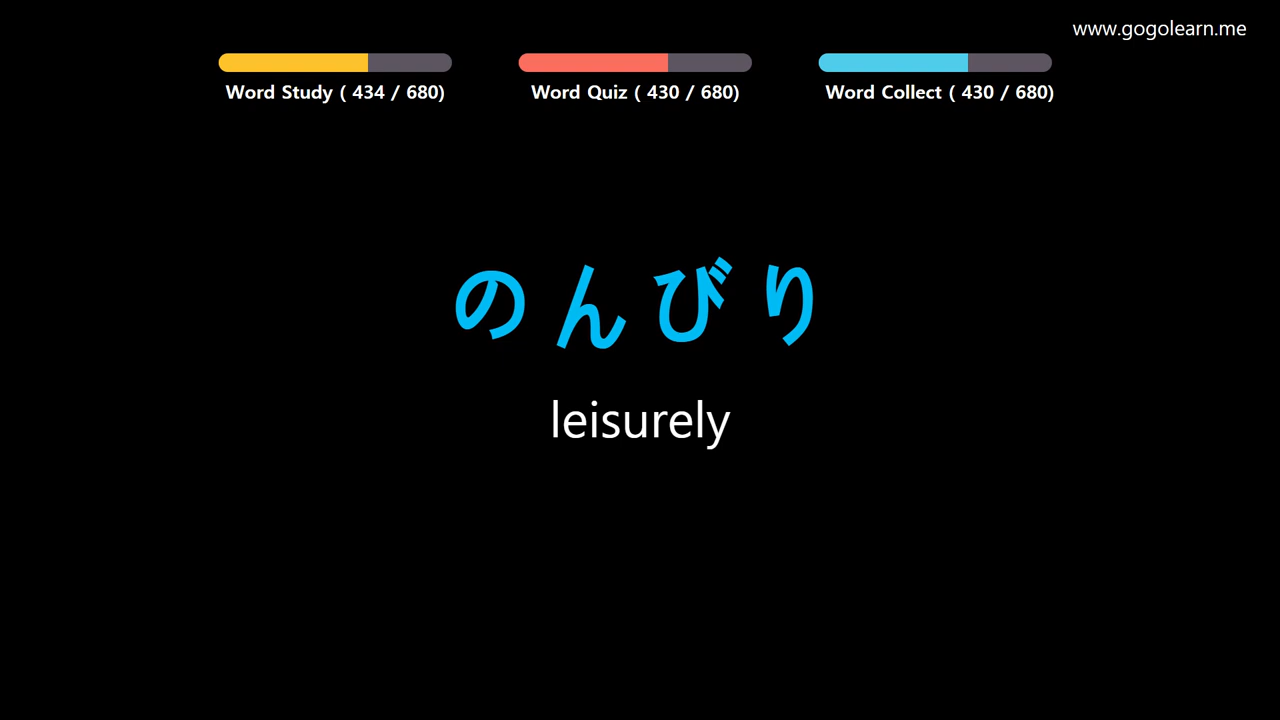 www.gogolearn.me
Word Study ( 434 / 680)
Word Quiz ( 430 / 680)
Word Collect ( 430 / 680)
のんびり
leisurely